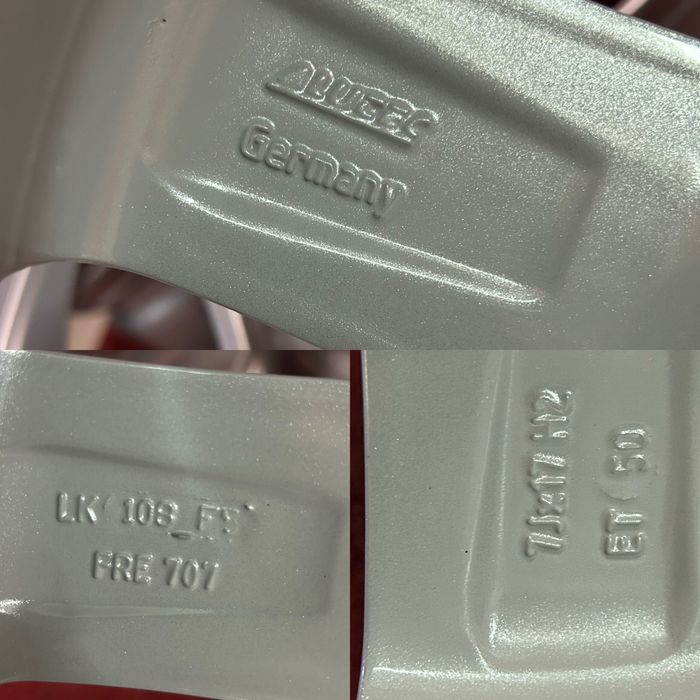 ALUTEC
Germany
LK 108_F5
FRE 707
7Jx17 H2
ET 50